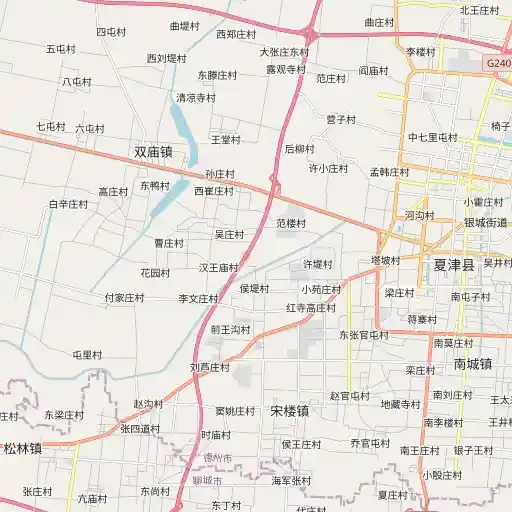 北王庄村
曲堤村
曲庄村
四屯村
西郑庄村
五屯村
西刘堤村
大张庄东村
李楼村
G240
东滕庄村
露观寺村
阎庙村
八屯村
范庄村
清凉寺村
营子村
椅子
七屯村
六屯村
王堂村
中七里屯村
双庙镇
后柳村
许小庄村
孙庄村
孟韩庄村
东鸭村
高庄村
西崔庄村
白辛庄村
小霍庄村
河沟村
范楼村
银城街道
吴庄村
曹庄村
塔坡村
夏津县
吴井村
花园村
汉王庙村
许堤村
侯堤村
小苑庄村
梁庄村
南屯子村
付家庄村
李文庄村
红寺高庄村
蒋寨村
前王沟村
东张官屯村
南莫庄村
屯里村
刘芦庄村
栾庄村
南城镇
赵官屯村
南刘庄村
王太
赵沟村
地藏寺村
庄村
东梁庄村
窦姚庄村
宋楼镇
张四道村
时庙村
南李楼村
王井村
松林镇
侯王庄村
乔官屯村
南王庄村
银子王村
德州市
聊城市
小殷庄村
海军张村
张庄村
东尚村
夏庄村
亢庙村
东丁村
代庄村